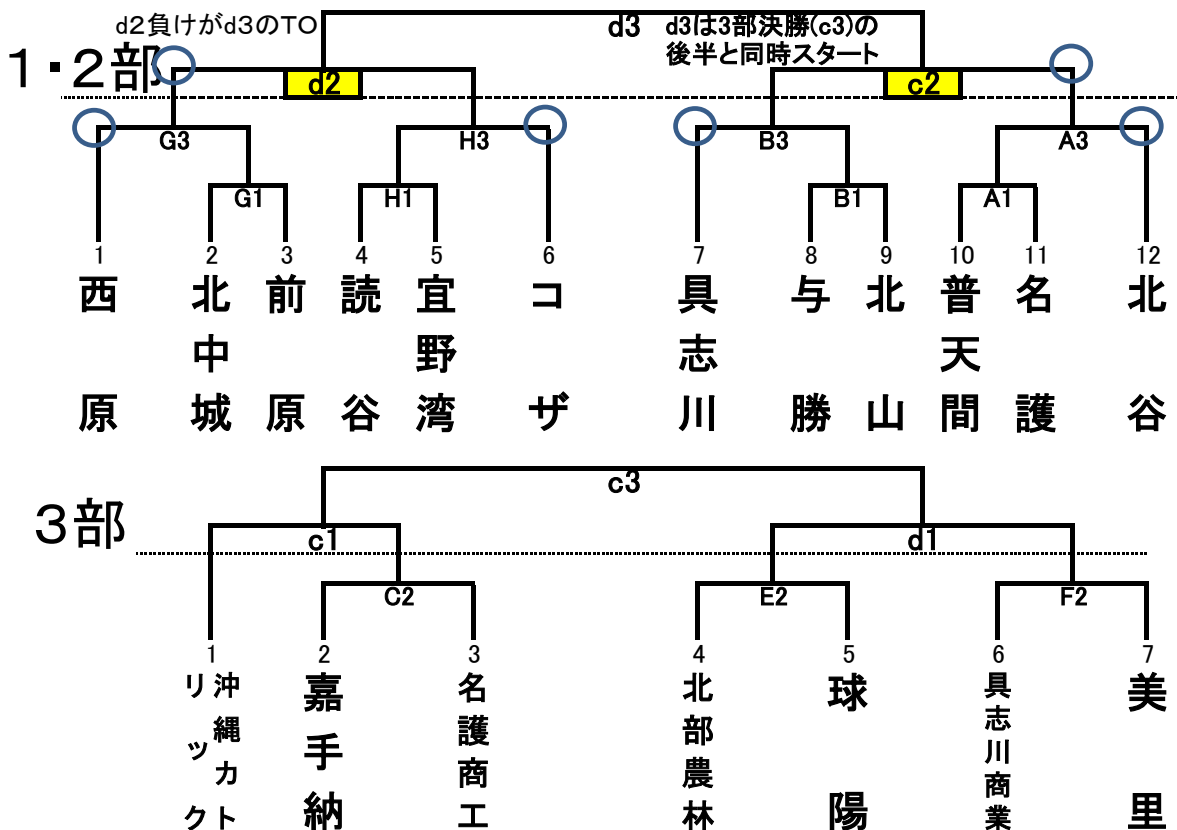 d2負けがd3のTO
d3 d3は3部決勝(c3)の
後半と同時スタート
1・2部
d2
c2
G3
H3
B3
A3
G1
H1
B1
A1
1 2 3 4 5 6 7 8 9 10 11 12
西原
北中城
前原
読谷
宜野湾
コザ
具志川
与勝
北山
普天間
名護
北谷
c3
3部
c1
d1
C2
E2
F2
1 2 3 4 5 6 7
沖縄カト
リック
嘉手納
名護商工
北部農林
球陽
具志川商業
美里